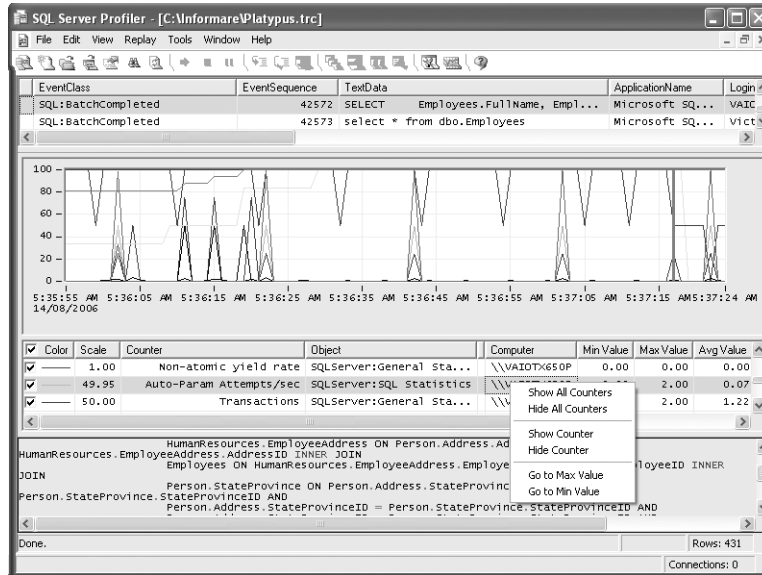 SQL Server Profiler - [C:\Informare\Platypus.trc]
File Edit View Replay Tools Window Help
EventClass EventSequence TextData ApplicationName Login
SQL:BatchCompleted 42572 SELECT Employees.FullName, Empl... Microsoft SQ... VAIO
SQL:BatchCompleted 42573 select * from dbo.Employees Microsoft SQ... Vict
100
80
60
40
20
0
5:35:55 AM 5:36:05 AM 5:36:15 AM 5:36:25 AM 5:36:35 AM 5:36:45 AM 5:36:55 AM 5:37:05 AM 5:37:15 AM 5:37:24 AM
14/08/2006
Color Scale Counter Object Computer Min Value Max Value Avg Value
1.00 Non-atomic yield rate SQLServer:General Sta... \\VAIOTX650P 0.00 0.00 0.00
49.95 Auto-Param Attempts/sec SQLServer:SQL Statistics 2.00 0.07
50.00 Transactions SQLServer:General Sta... 2.00 1.22
Show All Counters
Hide All Counters
Show Counter
Hide Counter
Go to Max Value
Go to Min Value
HumanResources.EmployeeAddress ON Person.Address.Ad
HumanResources.EmployeeAddress.AddressID INNER JOIN
Employees ON HumanResources.EmployeeAddress.Emplo loyeeID INNER
JOIN
Person.StateProvince ON Person.Address.StateProvinc
Person.StateProvince.StateProvinceID AND
Person.Address.StateProvinceID = Person.StateProvince.StateProvinceID AND
Done. Rows: 431
Connections: 0